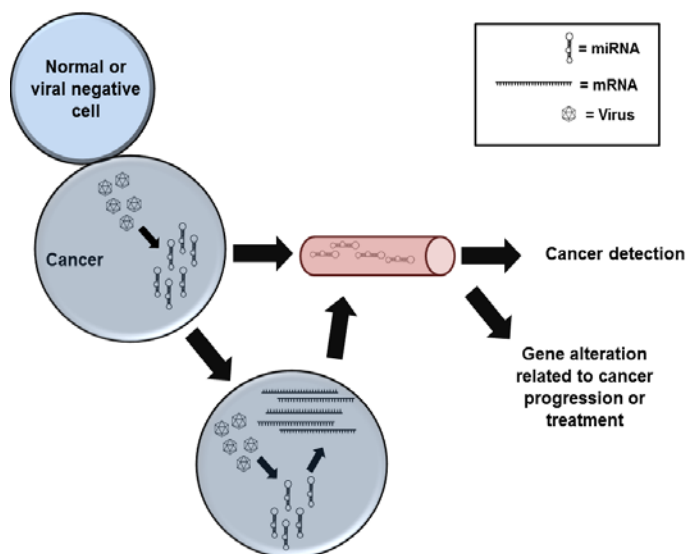 Normal or
viral negative
cell
= miRNA
= mRNA
= Virus
Cancer
Cancer detection
Gene alteration
related to cancer
progression or
treatment